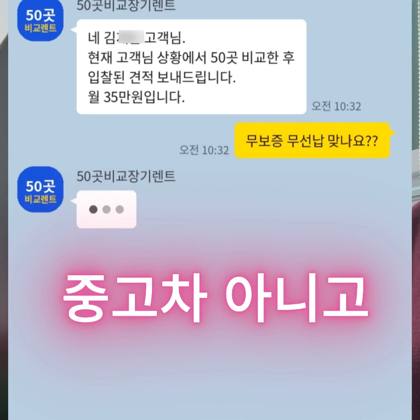 50곳
비교렌트
50곳비교장기렌트
네 김 고객님.
현재 고객님 상황에서 50곳 비교한 후
입찰된 견적 보내드립니다.
월 35만원입니다.
오전 10:32
오전 10:32
무보증 무선납 맞나요??
50곳
비교렌트
50곳비교장기렌트
중고차 아니고